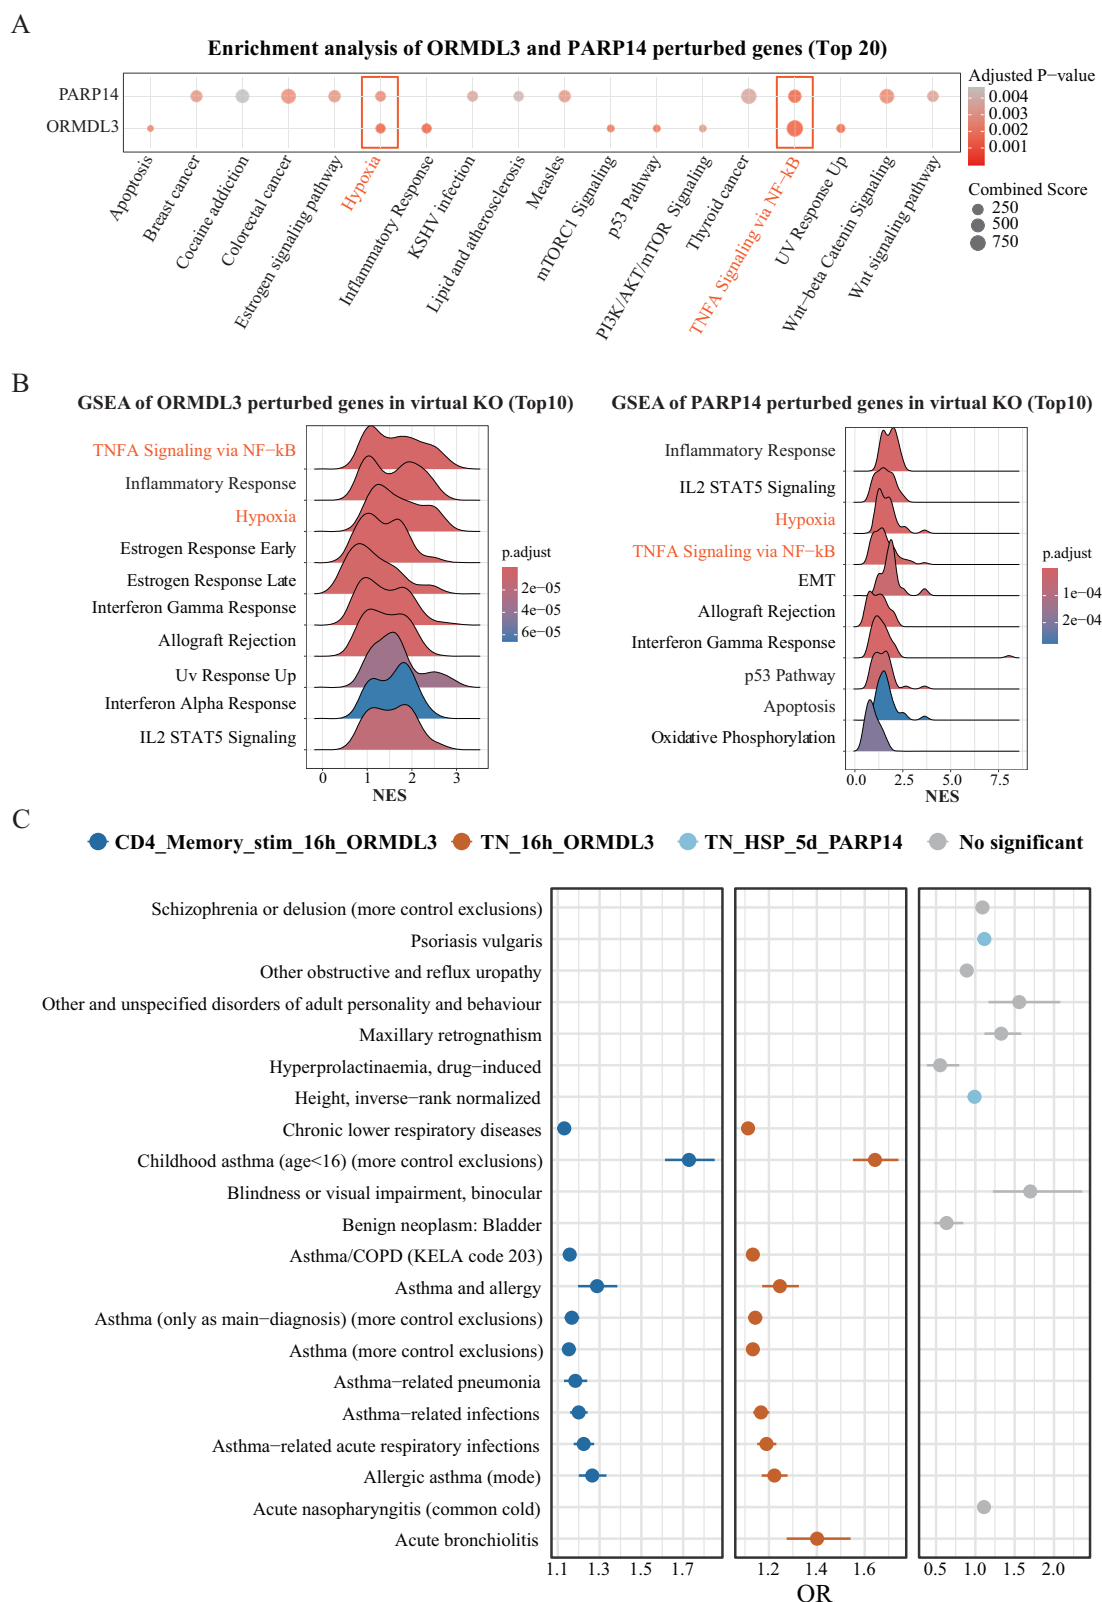 A
Enrichment analysis of ORMDL3 and PARP14 perturbed genes (Top 20)
PARP14
ORMDL3
Apoptosis
Breast cancer
Cocaine addiction
Colorectal cancer
Estrogen signaling pathway
Hypoxia
Inflammatory Response
KSHV infection
Lipid and atherosclerosis
Measles
mTORC1 Signaling
p53 Pathway
PI3K/AKT/mTOR Signaling
Thyroid cancer
TNFA Signaling via NF−kB
UV Response Up
Wnt−beta Catenin Signaling
Wnt signaling pathway
Adjusted P−value
0.004
0.003
0.002
0.001
Combined Score
250
500
750
B
GSEA of ORMDL3 perturbed genes in virtual KO (Top10)
TNFA Signaling via NF−kB
Inflammatory Response
Hypoxia
Estrogen Response Early
Estrogen Response Late
Interferon Gamma Response
Allograft Rejection
Uv Response Up
Interferon Alpha Response
IL2 STAT5 Signaling
0 1 2 3
NES
p.adjust
2e−05
4e−05
6e−05
GSEA of PARP14 perturbed genes in virtual KO (Top10)
Inflammatory Response
IL2 STAT5 Signaling
Hypoxia
TNFA Signaling via NF−kB
EMT
Allograft Rejection
Interferon Gamma Response
p53 Pathway
Apoptosis
Oxidative Phosphorylation
0.0 2.5 5.0 7.5
NES
p.adjust
1e−04
2e−04
C
CD4_Memory_stim_16h_ORMDL3 TN_16h_ORMDL3 TN_HSP_5d_PARP14 No significant
Schizophrenia or delusion (more control exclusions)
Psoriasis vulgaris
Other obstructive and reflux uropathy
Other and unspecified disorders of adult personality and behaviour
Maxillary retrognathism
Hyperprolactinaemia, drug−induced
Height, inverse−rank normalized
Chronic lower respiratory diseases
Childhood asthma (age<16) (more control exclusions)
Blindness or visual impairment, binocular
Benign neoplasm: Bladder
Asthma/COPD (KELA code 203)
Asthma and allergy
Asthma (only as main−diagnosis) (more control exclusions)
Asthma (more control exclusions)
Asthma−related pneumonia
Asthma−related infections
Asthma−related acute respiratory infections
Allergic asthma (mode)
Acute nasopharyngitis (common cold)
Acute bronchiolitis
1.1 1.3 1.5 1.7 1.2 1.4 1.6 0.5 1.0 1.5 2.0
OR